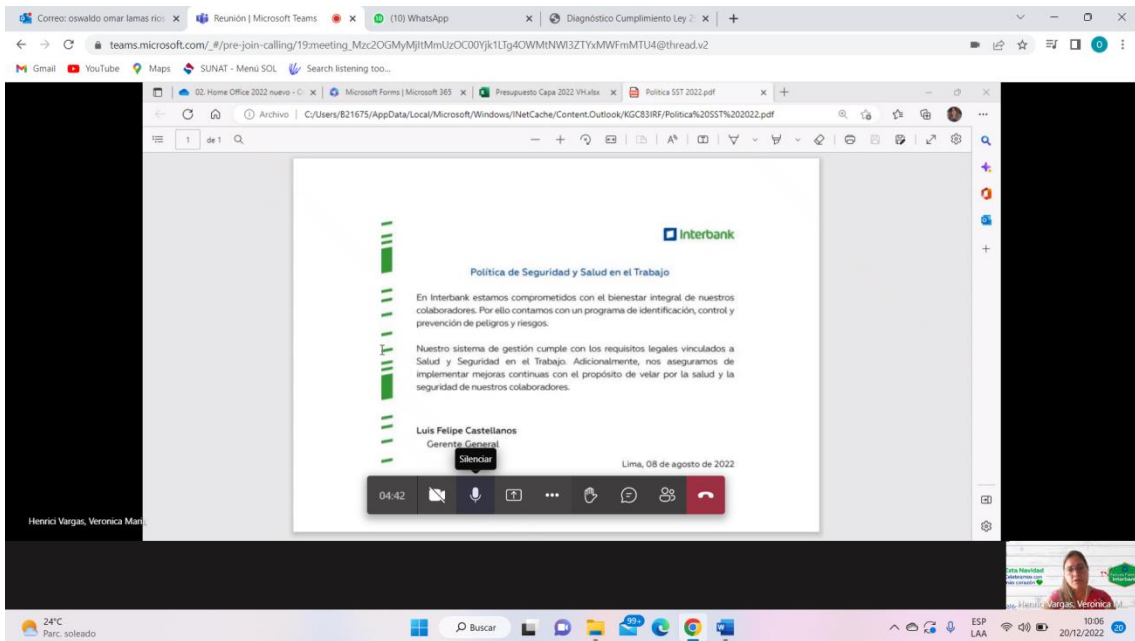 Correo: oswaldo omar lamas rios
Reunión | Microsoft Teams
(10) WhatsApp
Diagnóstico Cumplimiento Ley 2
teams.microsoft.com/_#/pre-join-calling/19:meeting_Mzc2OGMyMjItMmUzOC00Yjk1LTg4OWMtNWI3ZTYxMWFmMTU4@thread.v2
Gmail YouTube Maps SUNAT - Menú SOL Search listening too...
02. Home Office 2022 nuevo - O
Microsoft Forms | Microsoft 365
Presupuesto Capa 2022 VH.xlsx
Politica SST 2022.pdf
Archivo | C:/Users/B21675/AppData/Local/Microsoft/Windows/INetCache/Content.Outlook/KGC83IRF/Politica%20SST%202022.pdf
1 de 1
Interbank
Política de Seguridad y Salud en el Trabajo
En Interbank estamos comprometidos con el bienestar integral de nuestros
colaboradores. Por ello contamos con un programa de identificación, control y
prevención de peligros y riesgos.
Nuestro sistema de gestión cumple con los requisitos legales vinculados a
Salud y Seguridad en el Trabajo. Adicionalmente, nos aseguramos de
implementar mejoras continuas con el propósito de velar por la salud y la
seguridad de nuestros colaboradores.
Luis Felipe Castellanos
Gerente General
Silenciar
Lima, 08 de agosto de 2022
04:42
Henrici Vargas, Veronica Mari
Esta Navidad
Celebremos con
más corazón
Interbank
Henrici Vargas, Veronica M...
24°C
Parc. soleado
Buscar
99+
ESP
LAA
10:06
20/12/2022
20